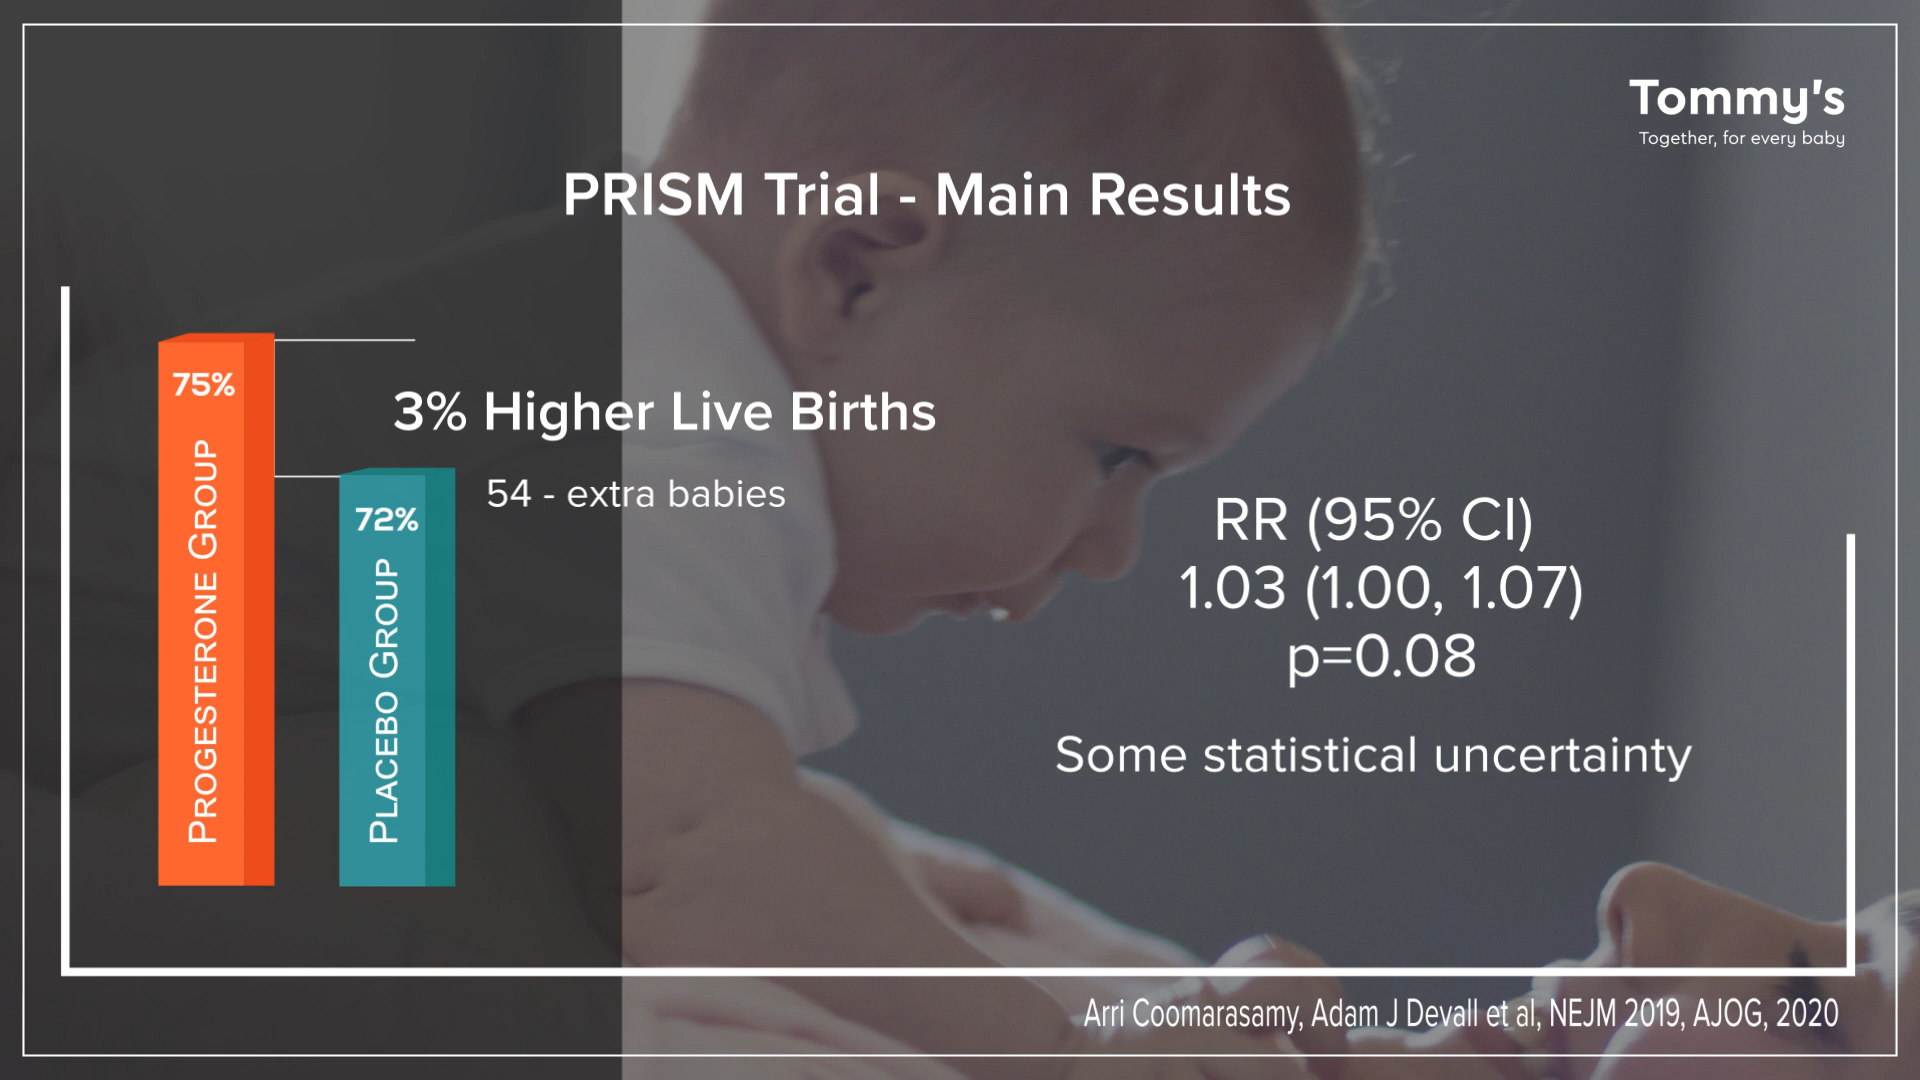 Tommy's
Together, for every baby
PRISM Trial - Main Results
75%
PROGESTERONE GROUP
3% Higher Live Births
54 - extra babies
72%
PLACEBO GROUP
RR (95% CI)
1.03 (1.00, 1.07)
p=0.08
Some statistical uncertainty
Arri Coomarasamy, Adam J Devall et al, NEJM 2019, AJOG, 2020